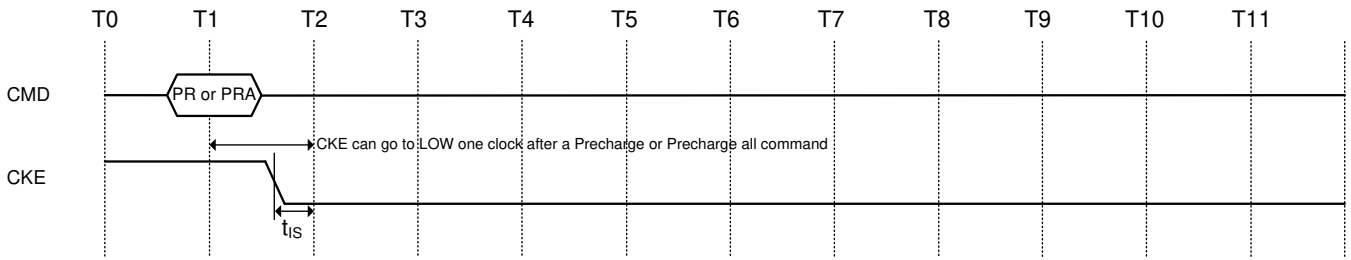 T0 T1 T2 T3 T4 T5 T6 T7 T8 T9 T10 T11
CMD PR or PRA
CKE can go to LOW one clock after a Precharge or Precharge all command
CKE
tIS